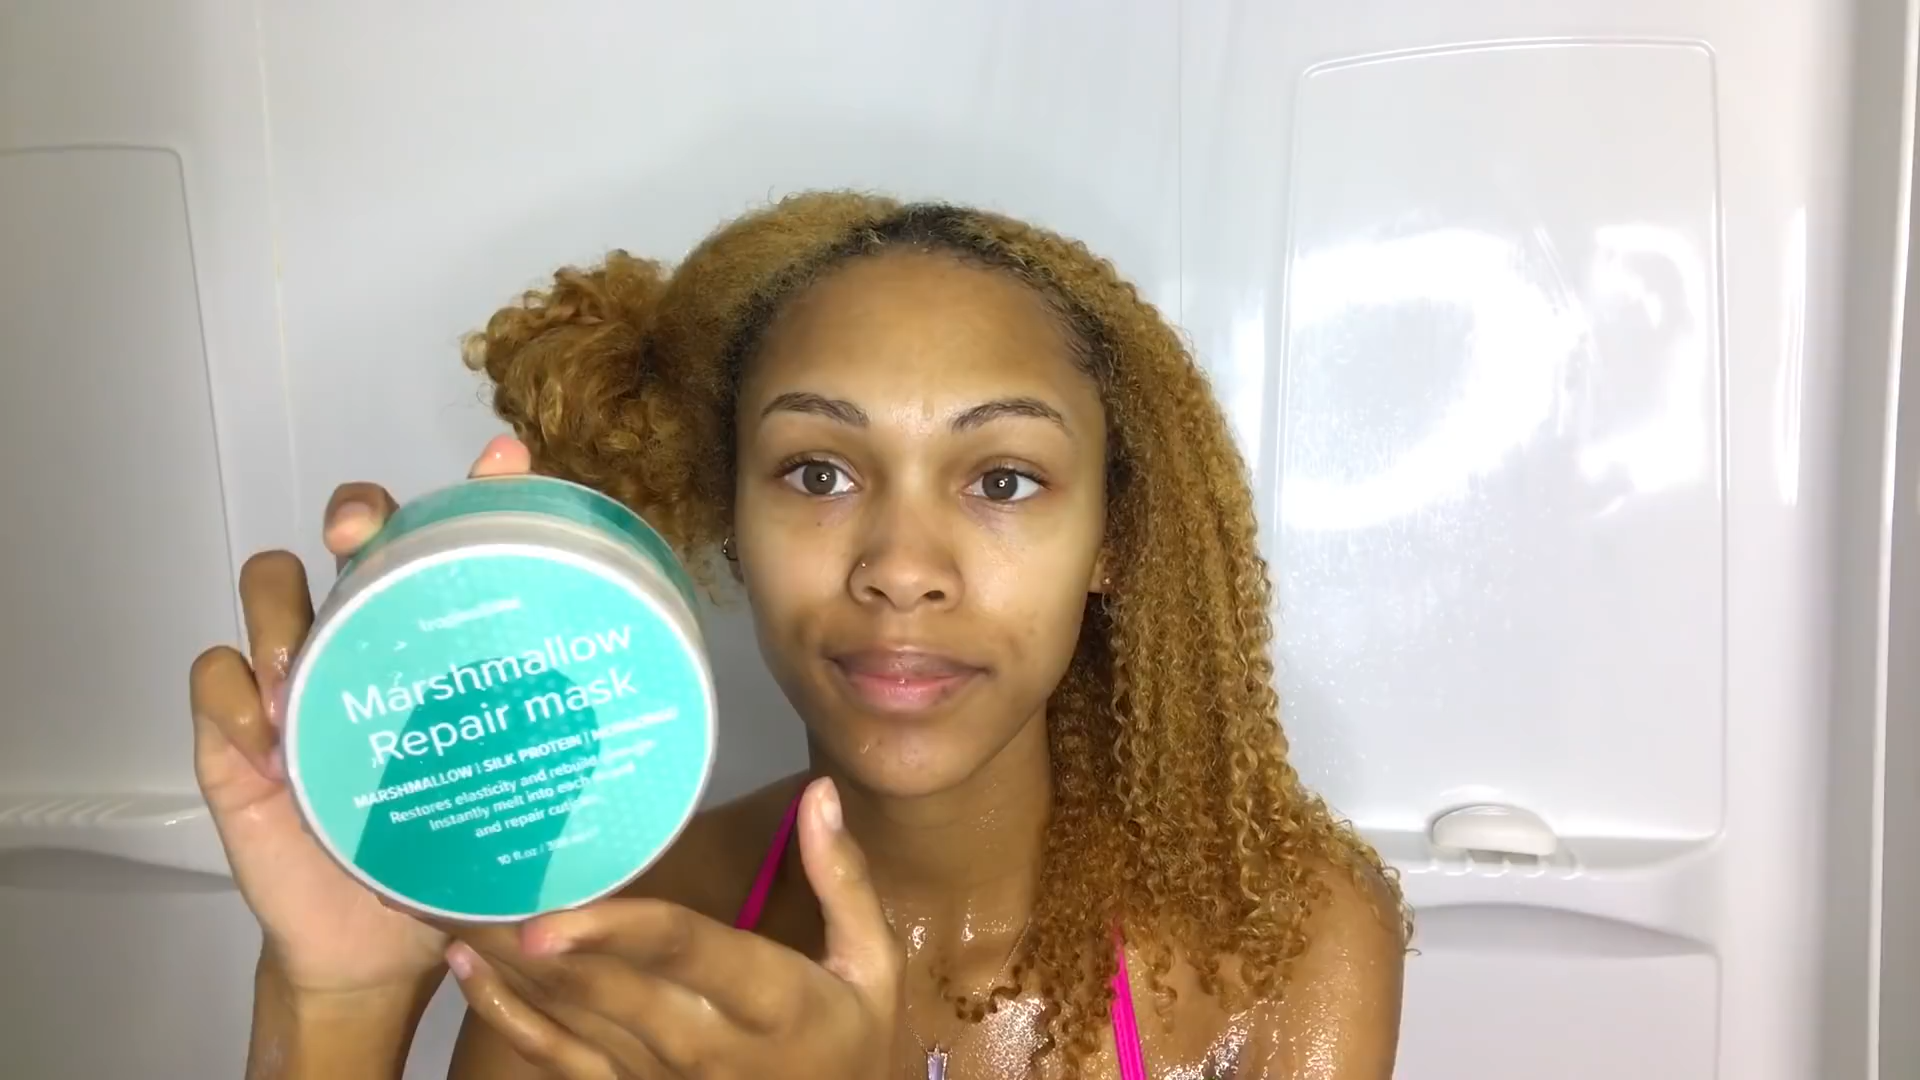 Marshmallow
Repair mask
MARSHMALLOW | SILK PROTEIN |
Restores elasticity and rebuild
Instantly melt into each
and repair
10 fl.oz /